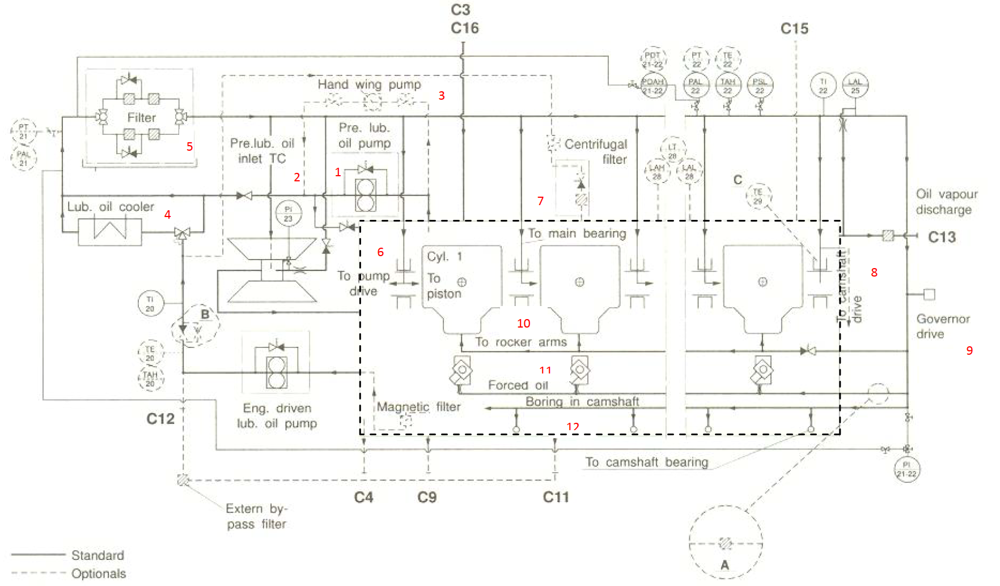 C3
C16
C15
PDT
21-22
PT
22
TE
22
PDAH
21-22
PAL
22
TAH
22
PSL
22
TI
22
LAL
25
Hand wing pump
3
Filter
5
PT
21
PAL
21
Pre.lub. oil
inlet TC
Pre. lub.
oil pump
1
2
Centrifugal
filter
LT
28
LAH
28
LAL
28
C
TE
29
7
Oil vapour
discharge
C13
Lub. oil cooler
4
PI
23
To main bearing
6
Cyl. 1
To pump
drive
To
piston
8
To camshaft
drive
TI
20
B
10
Governor
drive
9
To rocker arms
TE
20
TAH
20
11
Forced oil
Boring in camshaft
Magnetic filter
Eng. driven
lub. oil pump
C12
12
To camshaft bearing
PI
21-22
C4
C9
C11
Extern by-
pass filter
A
Standard
Optionals